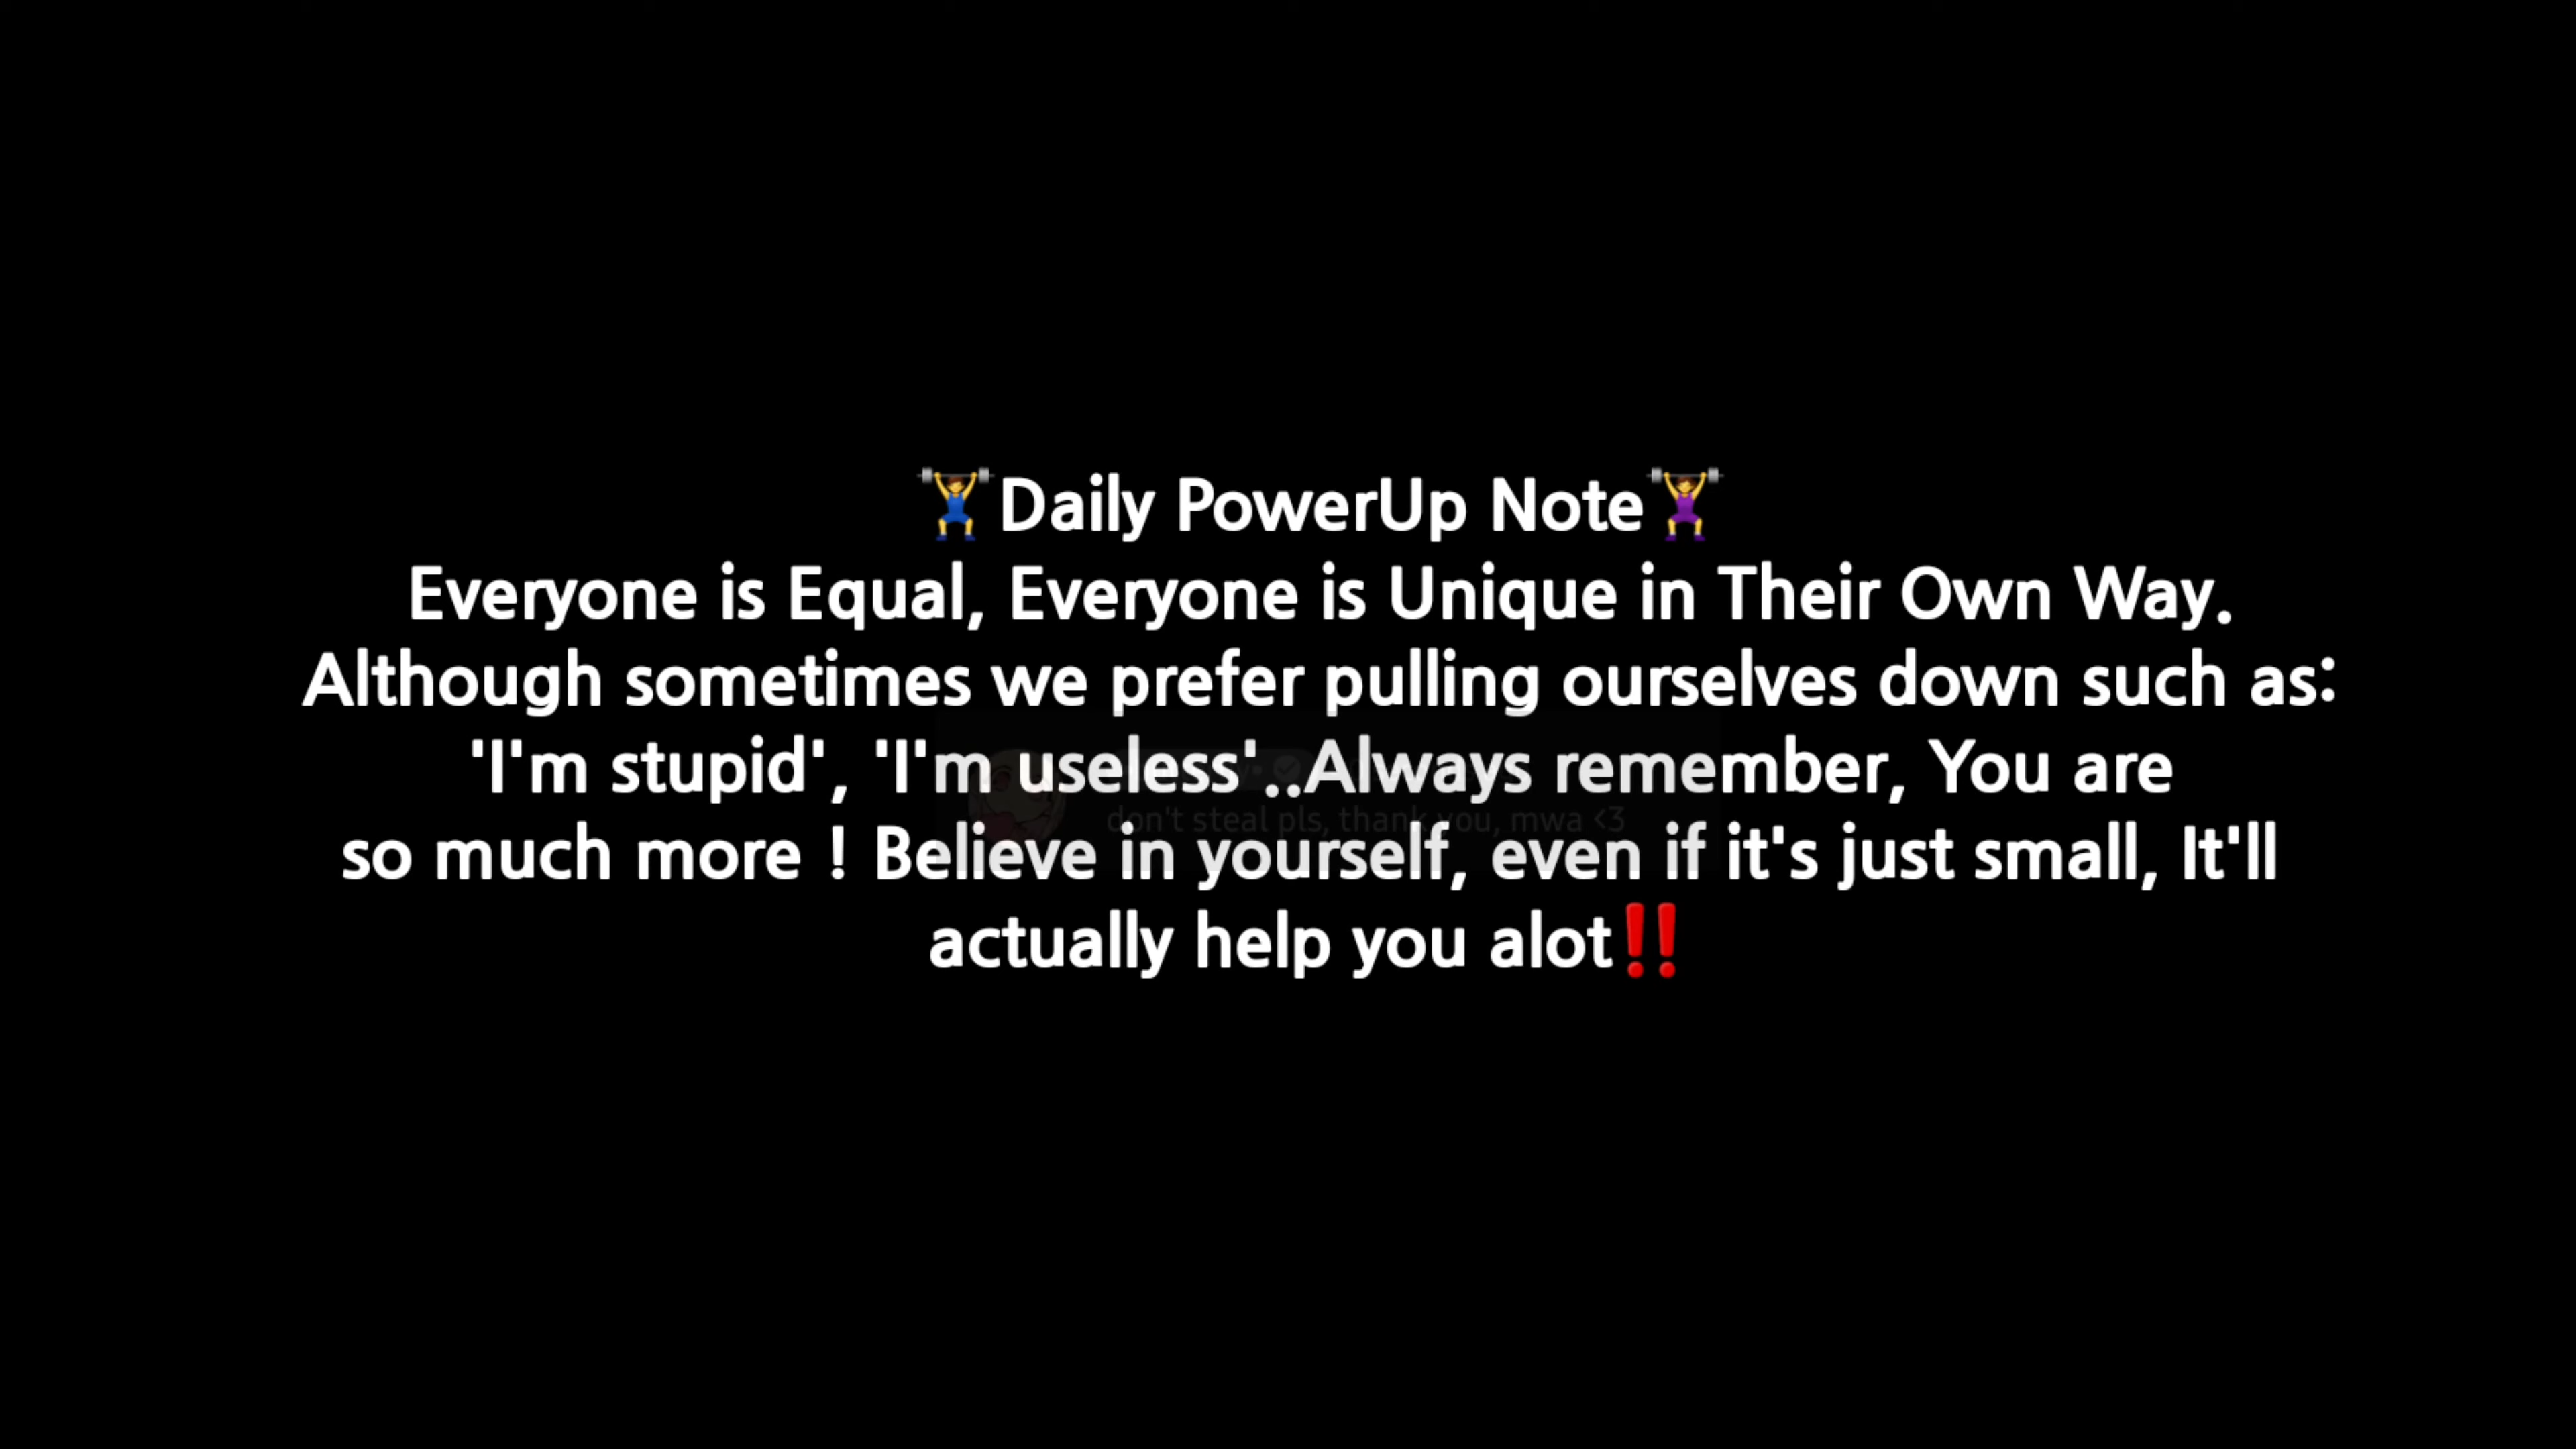 🏋️‍♂️Daily PowerUp Note🏋️‍♀️
Everyone is Equal, Everyone is Unique in Their Own Way.
Although sometimes we prefer pulling ourselves down such as:
'I'm stupid', 'I'm useless'..Always remember, You are
don't steal pls, thank you, mwa <3
so much more ! Believe in yourself, even if it's just small, It'll
actually help you alot‼️